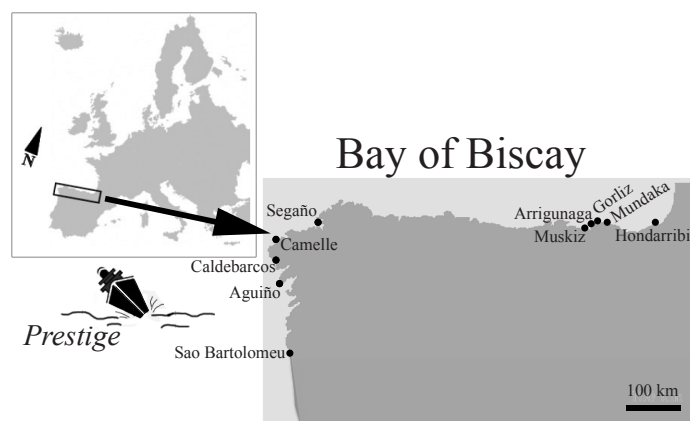 N
Bay of Biscay
Segaño
Camelle
Caldebarcos
Aguiño
Sao Bartolomeu
Prestige
Arrigunaga
Gorliz
Mundaka
Muskiz
Hondarribi
100 km